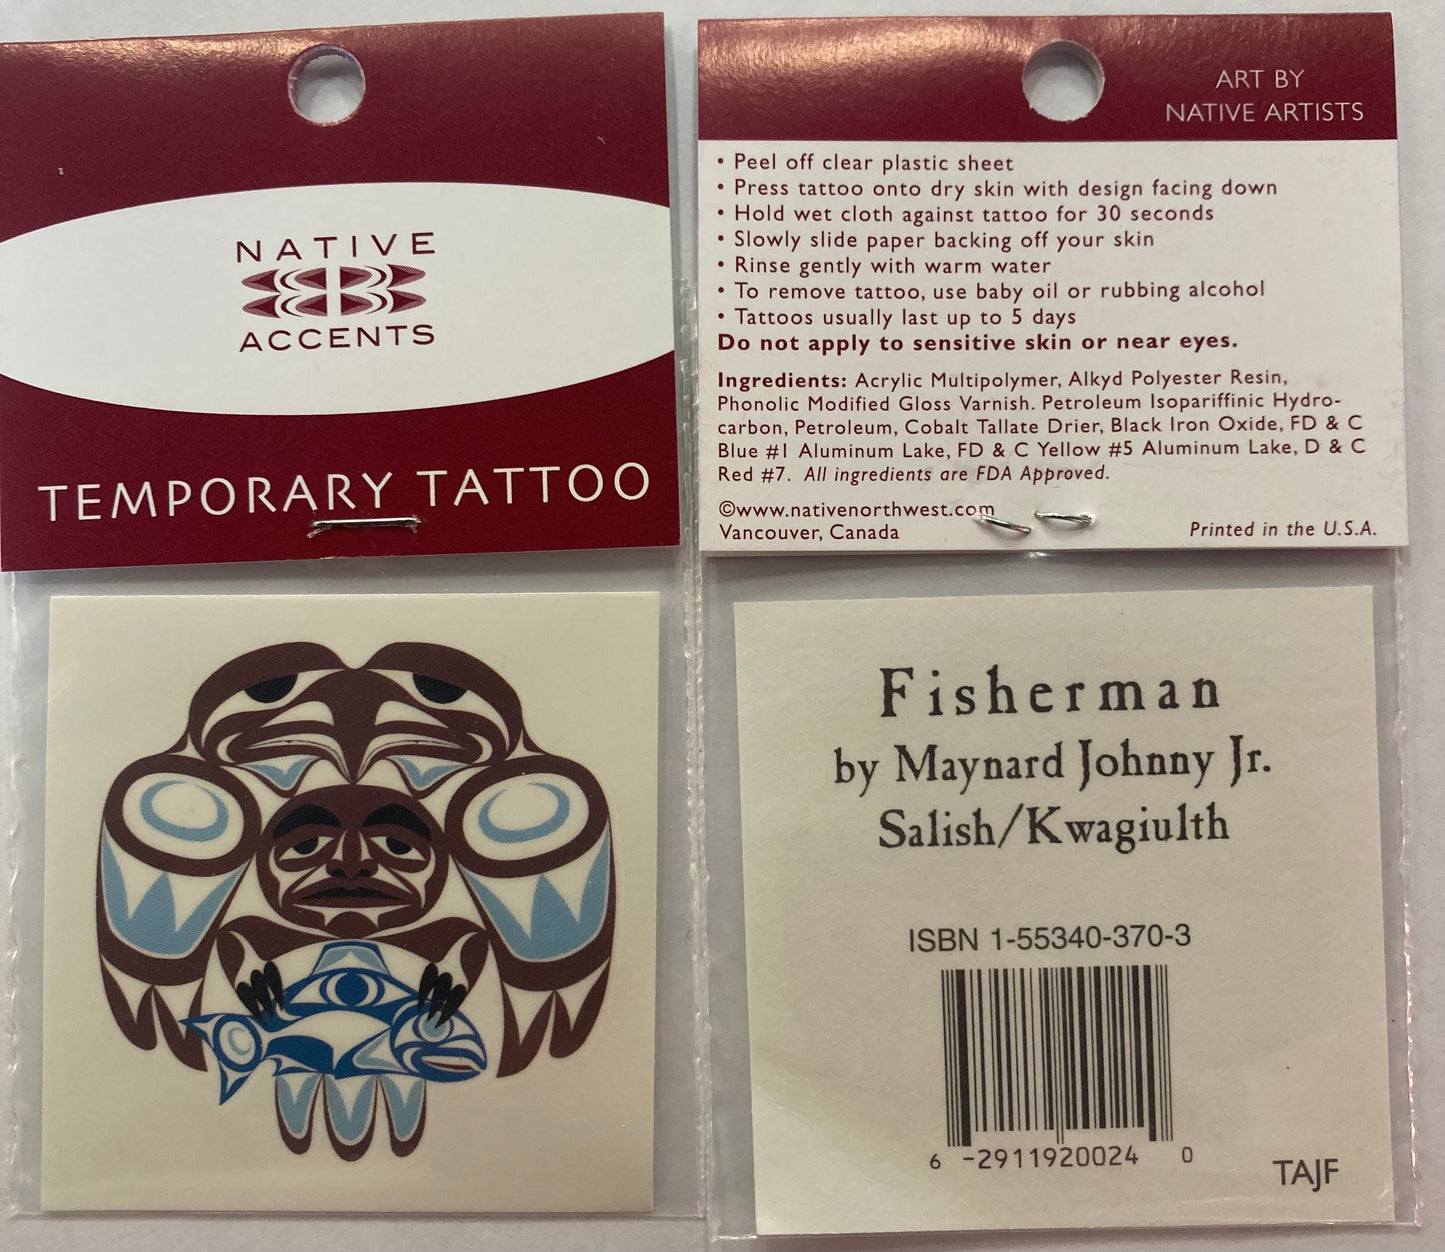 NATIVE
ACCENTS
TEMPORARY TATTOO
ART BY
NATIVE ARTISTS
• Peel off clear plastic sheet
• Press tattoo onto dry skin with design facing down
• Hold wet cloth against tattoo for 30 seconds
• Slowly slide paper backing off your skin
• Rinse gently with warm water
• To remove tattoo, use baby oil or rubbing alcohol
• Tattoos usually last up to 5 days
Do not apply to sensitive skin or near eyes.
Ingredients: Acrylic Multipolymer, Alkyd Polyester Resin,
Phonolic Modified Gloss Varnish. Petroleum Isopariffinic Hydro-
carbon, Petroleum, Cobalt Tallate Drier, Black Iron Oxide, FD & C
Blue #1 Aluminum Lake, FD & C Yellow #5 Aluminum Lake, D & C
Red #7. All ingredients are FDA Approved.
©www.nativenorthwest.com
Vancouver, Canada
Printed in the U.S.A.
Fisherman
by Maynard Johnny Jr.
Salish/Kwagiulth
ISBN 1-55340-370-3
6 -2911920024 0
TAJF